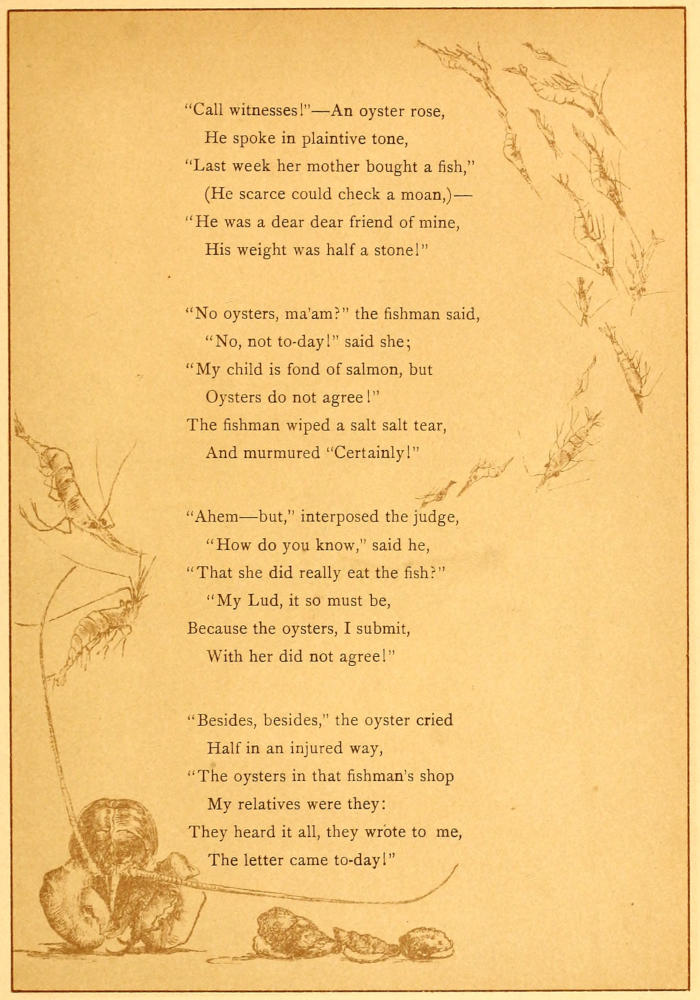 “Call witnesses!”—An oyster rose,
He spoke in plaintive tone,
“Last week her mother bought a fish,”
(He scarce could check a moan,)—
“He was a dear dear friend of mine,
His weight was half a stone!”
“No oysters, ma'am?” the fishman said,
“No, not to-day!” said she;
“My child is fond of salmon, but
Oysters do not agree!”
The fishman wiped a salt salt tear,
And murmured “Certainly!”
“Ahem—but,” interposed the judge,
“How do you know,” said he,
“That she did really eat the fish?”
“My Lud, it so must be,
Because the oysters, I submit,
With her did not agree!”
“Besides, besides,” the oyster cried
Half in an injured way,
“The oysters in that fishman's shop
My relatives were they:
They heard it all, they wrote to me,
The letter came to-day!”